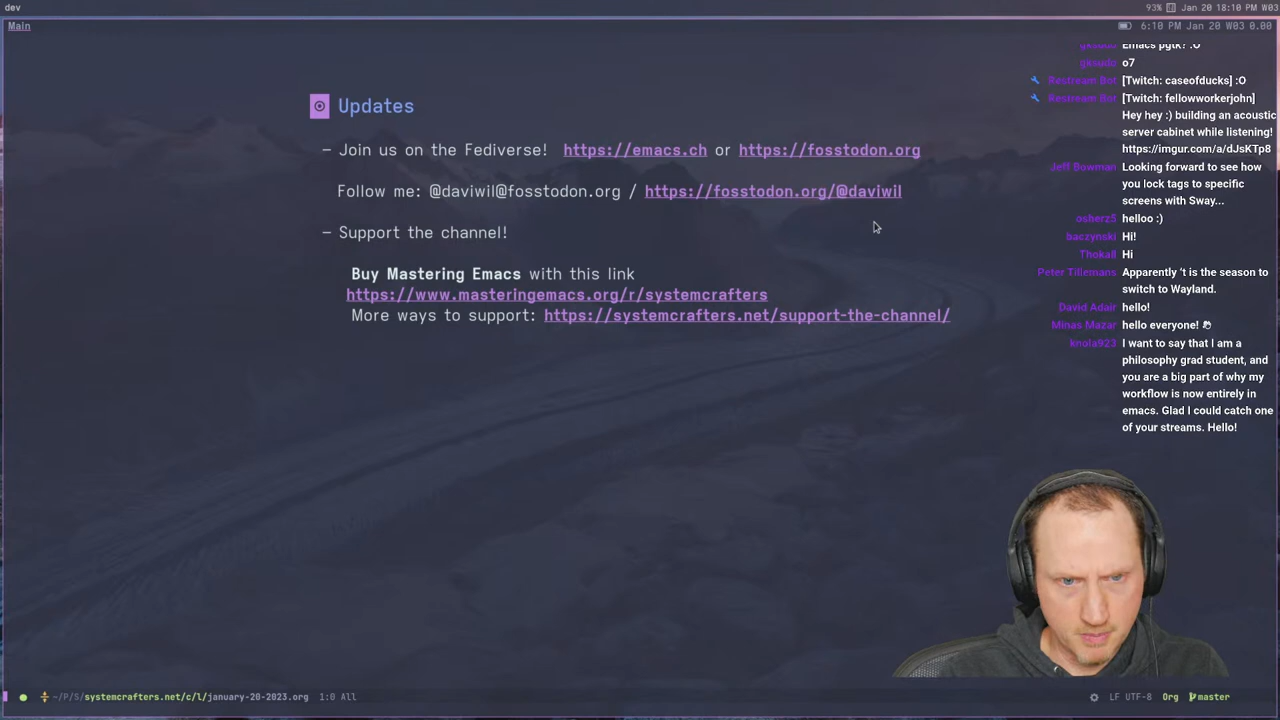 dev
93% Jan 20 18:10 PM W03
Main
6:10 PM Jan 20 W03 0.00
Updates
– Join us on the Fediverse! https://emacs.ch or https://fosstodon.org
Follow me: @daviwil@fosstodon.org / https://fosstodon.org/@daviwil
– Support the channel!
Buy Mastering Emacs with this link
https://www.masteringemacs.org/r/systemcrafters
More ways to support: https://systemcrafters.net/support-the-channel/
gksudo Emacs pgtk? :O
gksudo o7
Restream Bot [Twitch: caseofducks] :O
Restream Bot [Twitch: fellowworkerjohn]
Hey hey :) building an acoustic
server cabinet while listening!
https://imgur.com/a/dJsKTp8
Jeff Bowman Looking forward to see how
you lock tags to specific
screens with Sway...
osherz5 helloo :)
baczynski Hi!
Thokall Hi
Peter Tillemans Apparently 't is the season to
switch to Wayland.
David Adair hello!
Minas Mazar hello everyone!
knola923 I want to say that I am a
philosophy grad student, and
you are a big part of why my
workflow is now entirely in
emacs. Glad I could catch one
of your streams. Hello!
~/P/S/systemcrafters.net/c/l/january-20-2023.org 1:0 All
LF UTF-8 Org master